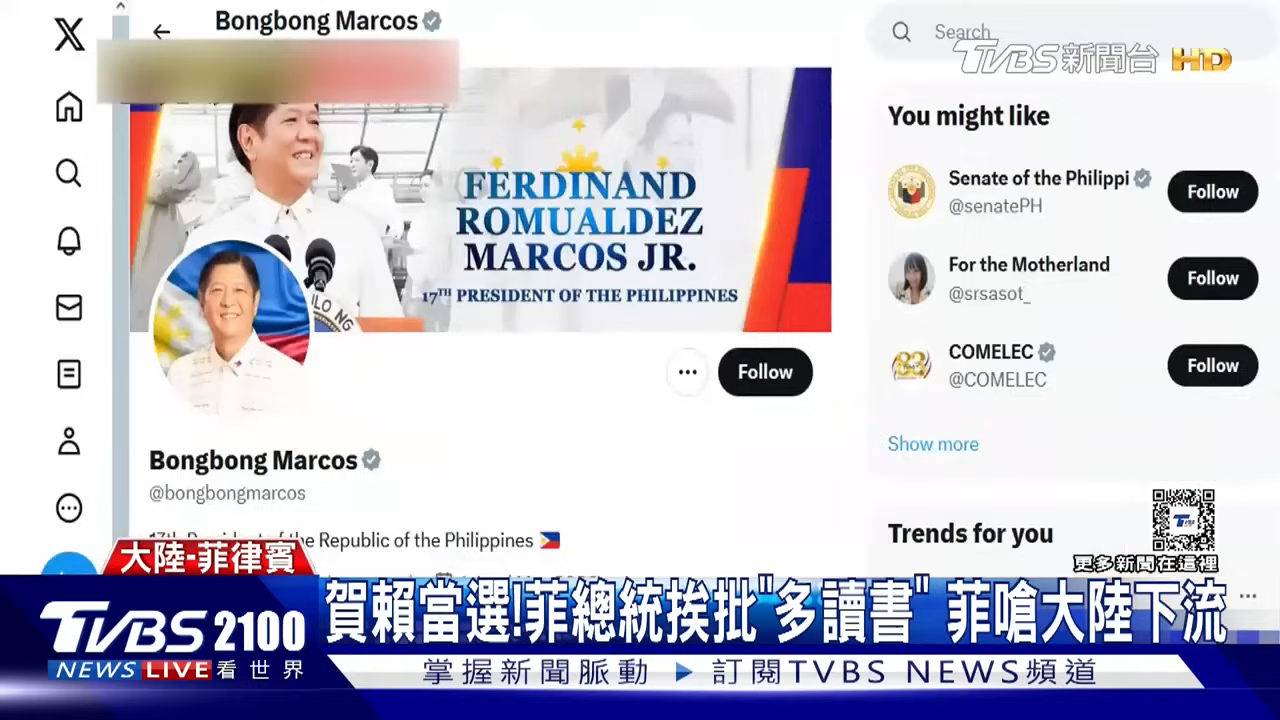 Bongbong Marcos
Search
TVBS新聞台 HD
FERDINAND
ROMUALDEZ
MARCOS JR.
17TH PRESIDENT OF THE PHILIPPINES
ILO NG
Follow
Bongbong Marcos
@bongbongmarcos
17th President of the Republic of the Philippines
You might like
Senate of the Philippi
@senatePH
Follow
For the Motherland
@srsasot_
Follow
COMELEC
@COMELEC
Follow
Show more
Trends for you
更多新聞在這裡
大陸-菲律賓
賀賴當選!菲總統挨批"多讀書" 菲嗆大陸下流
TVBS 2100
NEWS LIVE 看世界
掌握新聞脈動 ▶ 訂閱TVBS NEWS頻道